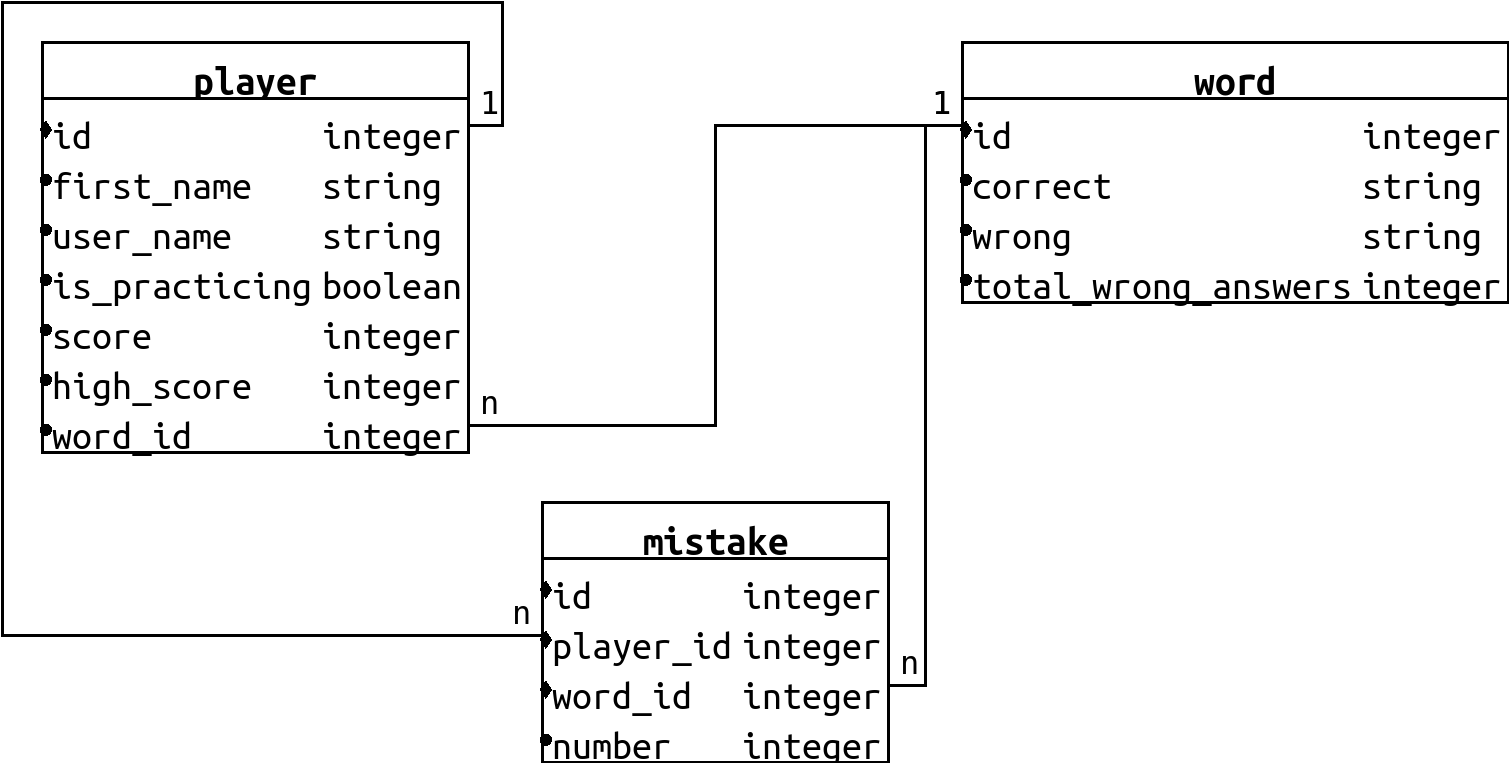 player
1
id integer
first_name string
user_name string
is_practicing boolean
score integer
high_score integer
n
word_id integer
word
1
id integer
correct string
wrong string
total_wrong_answers integer
mistake
id integer
n
player_id integer
n
word_id integer
number integer